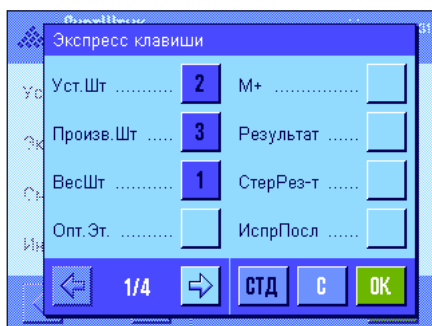 Экспресс клавиши
Уст.Шт ........... 2
М+ ................
Произв.Шт ..... 3
Результат .....
ВесШт ............ 1
СтерРез-т ......
Опт.Эт. ..........
ИспрПосл ......
1/4
СТД
C
OK